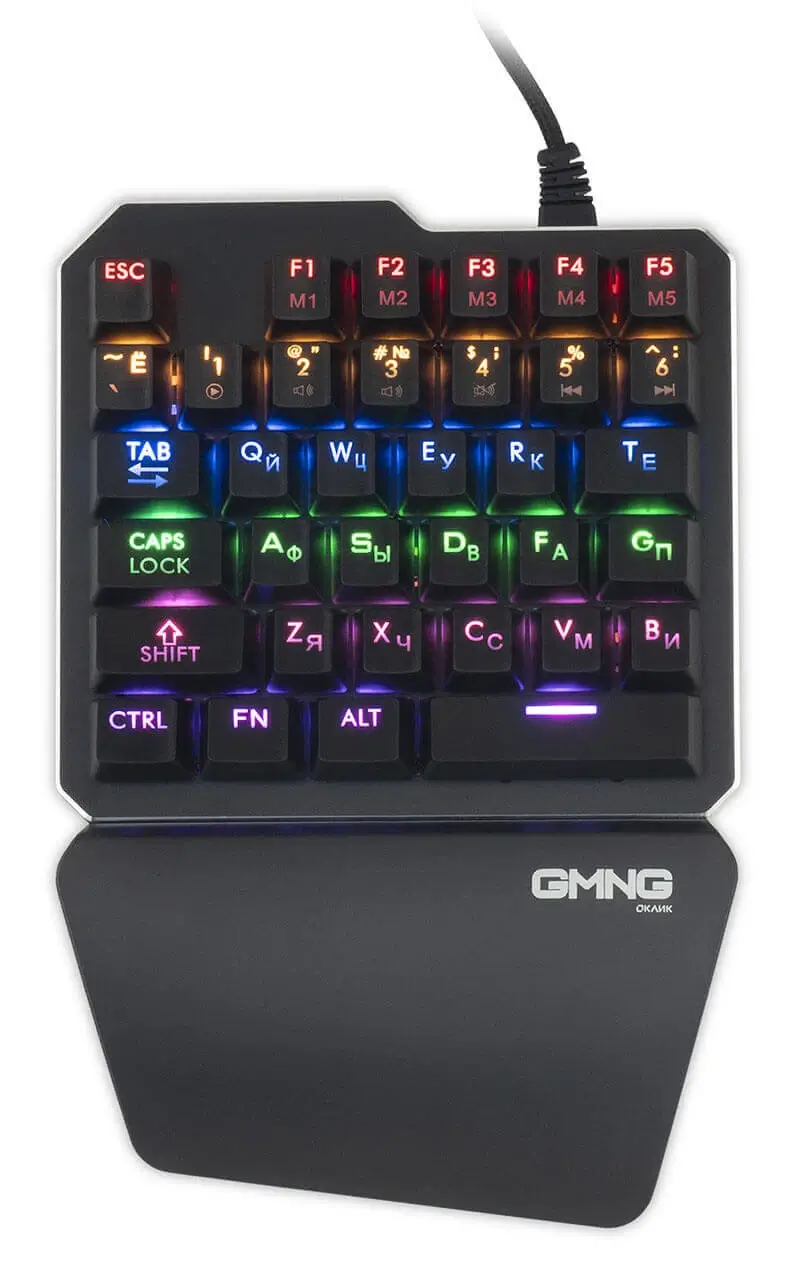 ESC F1 F2 F3 F4 F5
M1 M2 M3 M4 M5
~ Ё ! @ " # № $ ; % ^ :
` 1 2 3 4 5 6
TAB Q Й W Ц E У R К T Е
CAPS A Ф S Ы D В F А G П
LOCK
SHIFT Z Я X Ч C С V М B И
CTRL FN ALT
GMNG
ОКЛИК